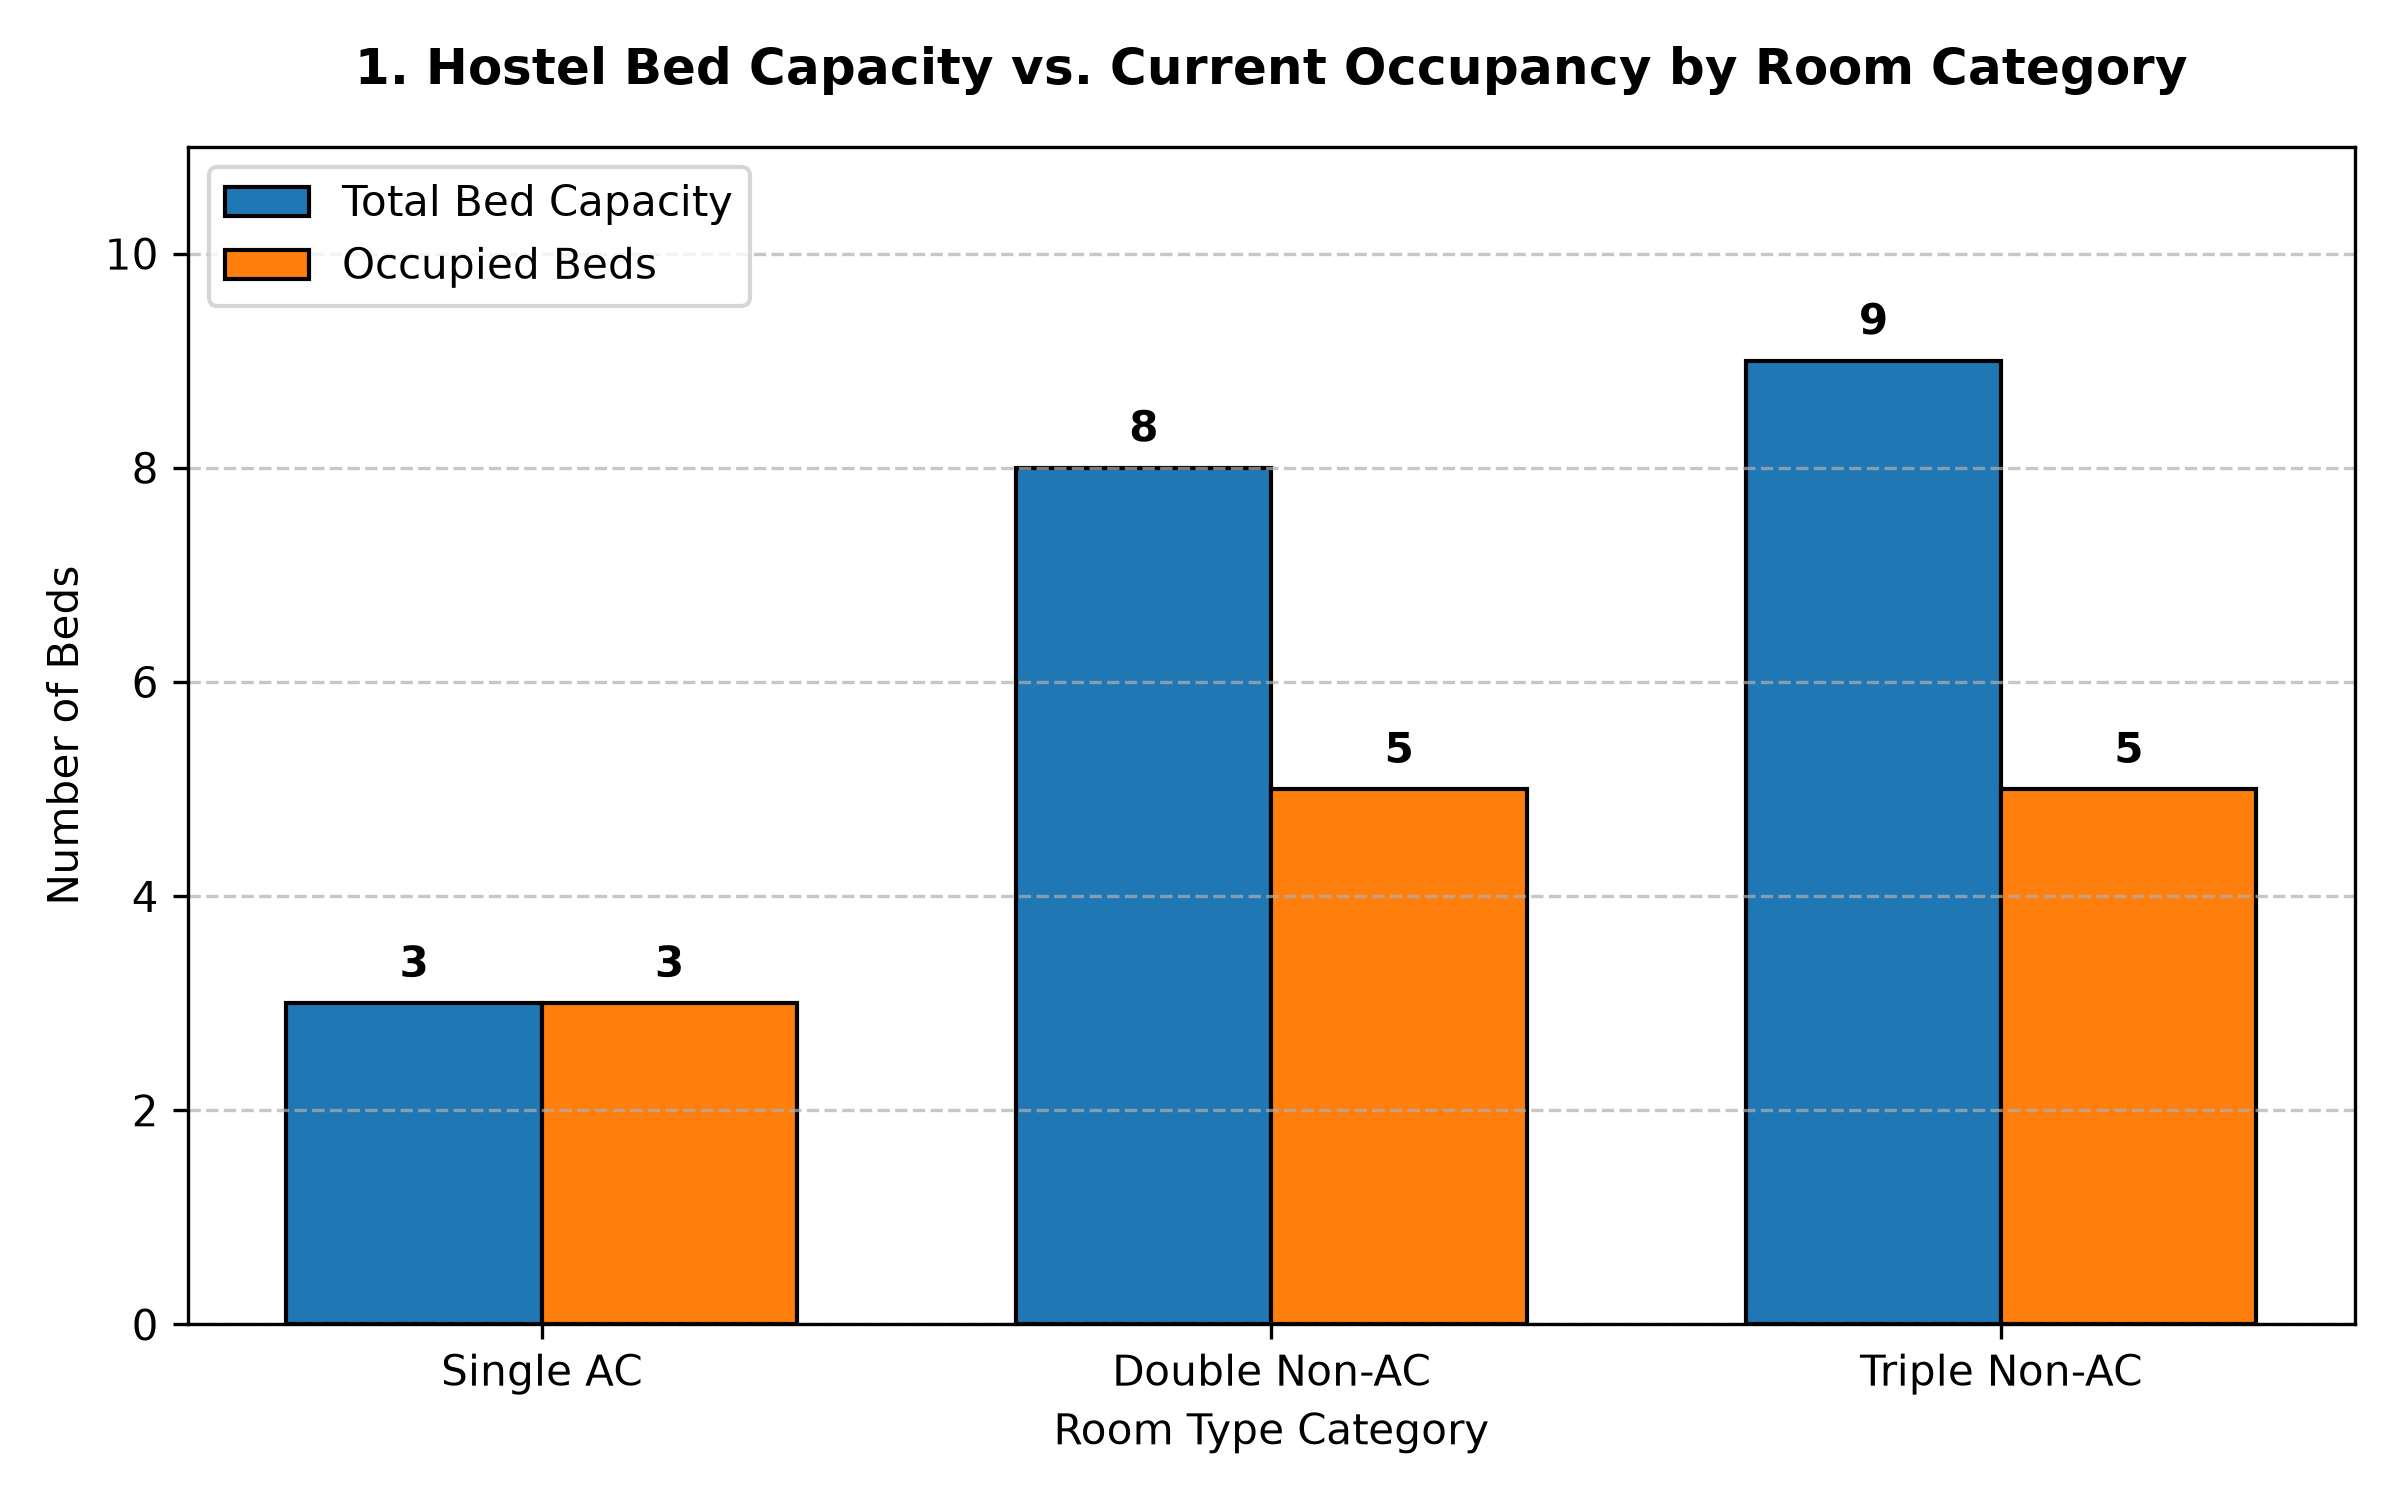 1. Hostel Bed Capacity vs. Current Occupancy by Room Category
Total Bed Capacity
Occupied Beds
Number of Beds
10
8
6
4
2
0
3
3
8
5
9
5
Single AC
Double Non-AC
Triple Non-AC
Room Type Category